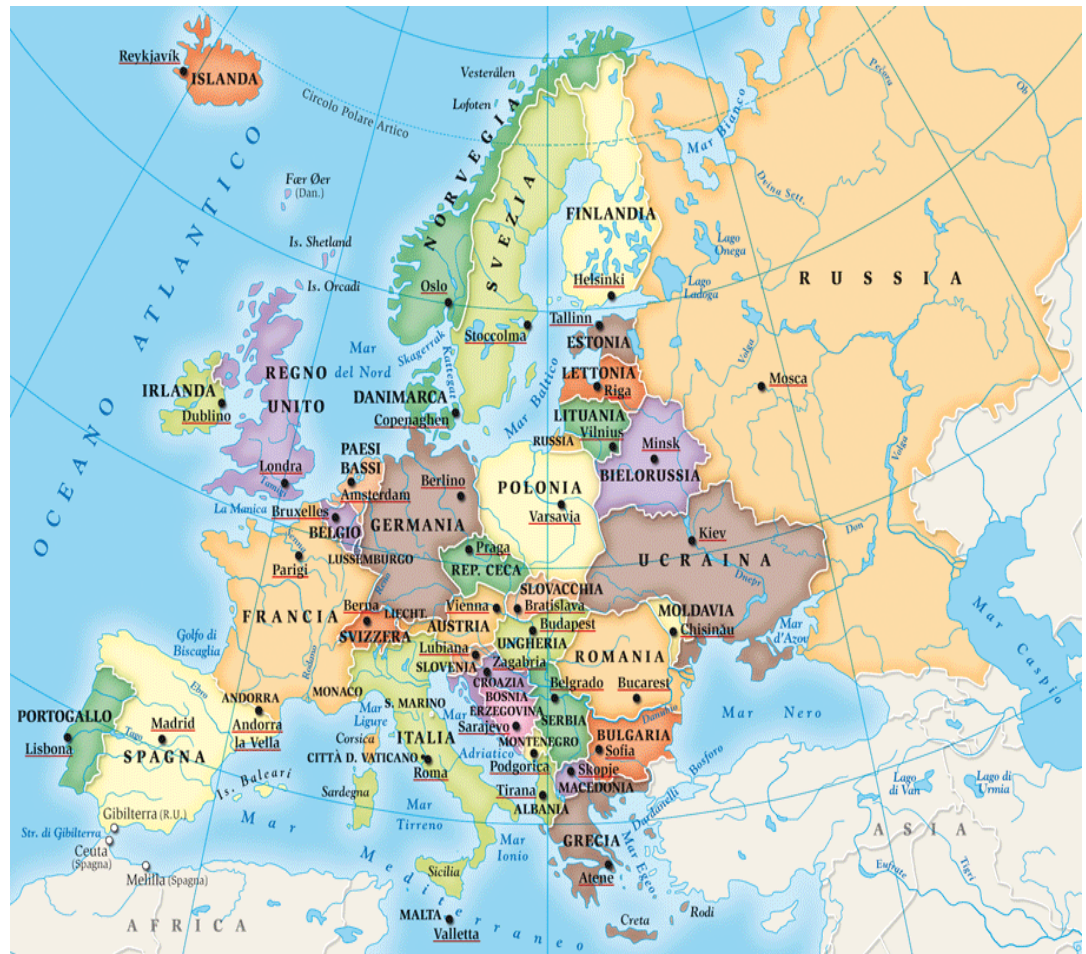 Reykjavík
ISLANDA
Vesterålen
Lofoten
Circolo Polare Artico
OCEANO ATLANTICO
Fær Øer
(Dan.)
Is. Shetland
Is. Orcadi
NORVEGIA
SVEZIA
FINLANDIA
Mar Bianco
Pečora
Ob
Dvina Sett.
Lago
Onega
Lago
Ladoga
RUSSIA
Oslo
Stoccolma
Helsinki
Tallinn
ESTONIA
Volga
Mosca
Mar
del Nord
Skagerrak
Kattegat
Mar Baltico
LETTONIA
Riga
REGNO
UNITO
IRLANDA
Dublino
DANIMARCA
Copenaghen
LITUANIA
Vilnius
RUSSIA
Minsk
BIELORUSSIA
Volga
PAESI
BASSI
Amsterdam
Londra
Tamigi
La Manica
Bruxelles
BELGIO
Berlino
GERMANIA
POLONIA
Varsavia
Kiev
UCRAINA
Don
Dnepr
Senna
Parigi
LUSSEMBURGO
Reno
Praga
REP. CECA
SLOVACCHIA
Bratislava
FRANCIA
Berna
LIECHT.
SVIZZERA
Vienna
AUSTRIA
Budapest
UNGHERIA
MOLDAVIA
Chisinău
Mar
d'Azov
Mar Caspio
Golfo di
Biscaglia
Rodano
Lubiana
SLOVENIA
Zagabria
CROAZIA
BOSNIA
ERZEGOVINA
Sarajevo
ROMANIA
Bucarest
Belgrado
SERBIA
Danubio
Mar Nero
PORTOGALLO
Lisbona
Ebro
Madrid
Tago
SPAGNA
ANDORRA
Andorra
la Vella
MONACO
Mar
Ligure
Corsica
S. MARINO
ITALIA
CITTÀ D. VATICANO
Roma
Mar
Adriatico
MONTENEGRO
Podgorica
BULGARIA
Sofia
Skopje
MACEDONIA
Tirana
ALBANIA
Bosforo
Dardanelli
Is. Baleari
Sardegna
Mar
Tirreno
Mar
Ionio
GRECIA
Atene
Mar Egeo
Lago
di Van
Lago di
Urmia
ASIA
Eufrate
Tigri
Gibilterra (R.U.)
Str. di Gibilterra
Ceuta
(Spagna)
Melilla (Spagna)
Mar Mediterraneo
Sicilia
AFRICA
MALTA
Valletta
Creta
Rodi